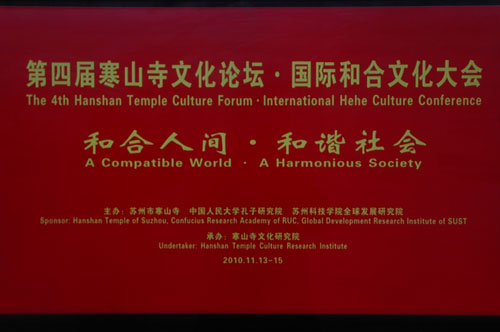 第四届寒山寺文化论坛·国际和合文化大会
The 4th Hanshan Temple Culture Forum · International Hehe Culture Conference
和合人间·和谐社会
A Compatible World · A Harmonious Society
主办：苏州市寒山寺 中国人民大学孔子研究院 苏州科技学院全球发展研究院
Sponsor: Hanshan Temple of Suzhou, Confucius Research Academy of RUC, Global Development Research Institute of SUST
承办：寒山寺文化研究院
Undertaker: Hanshan Temple Culture Research Institute
2010.11.13-15